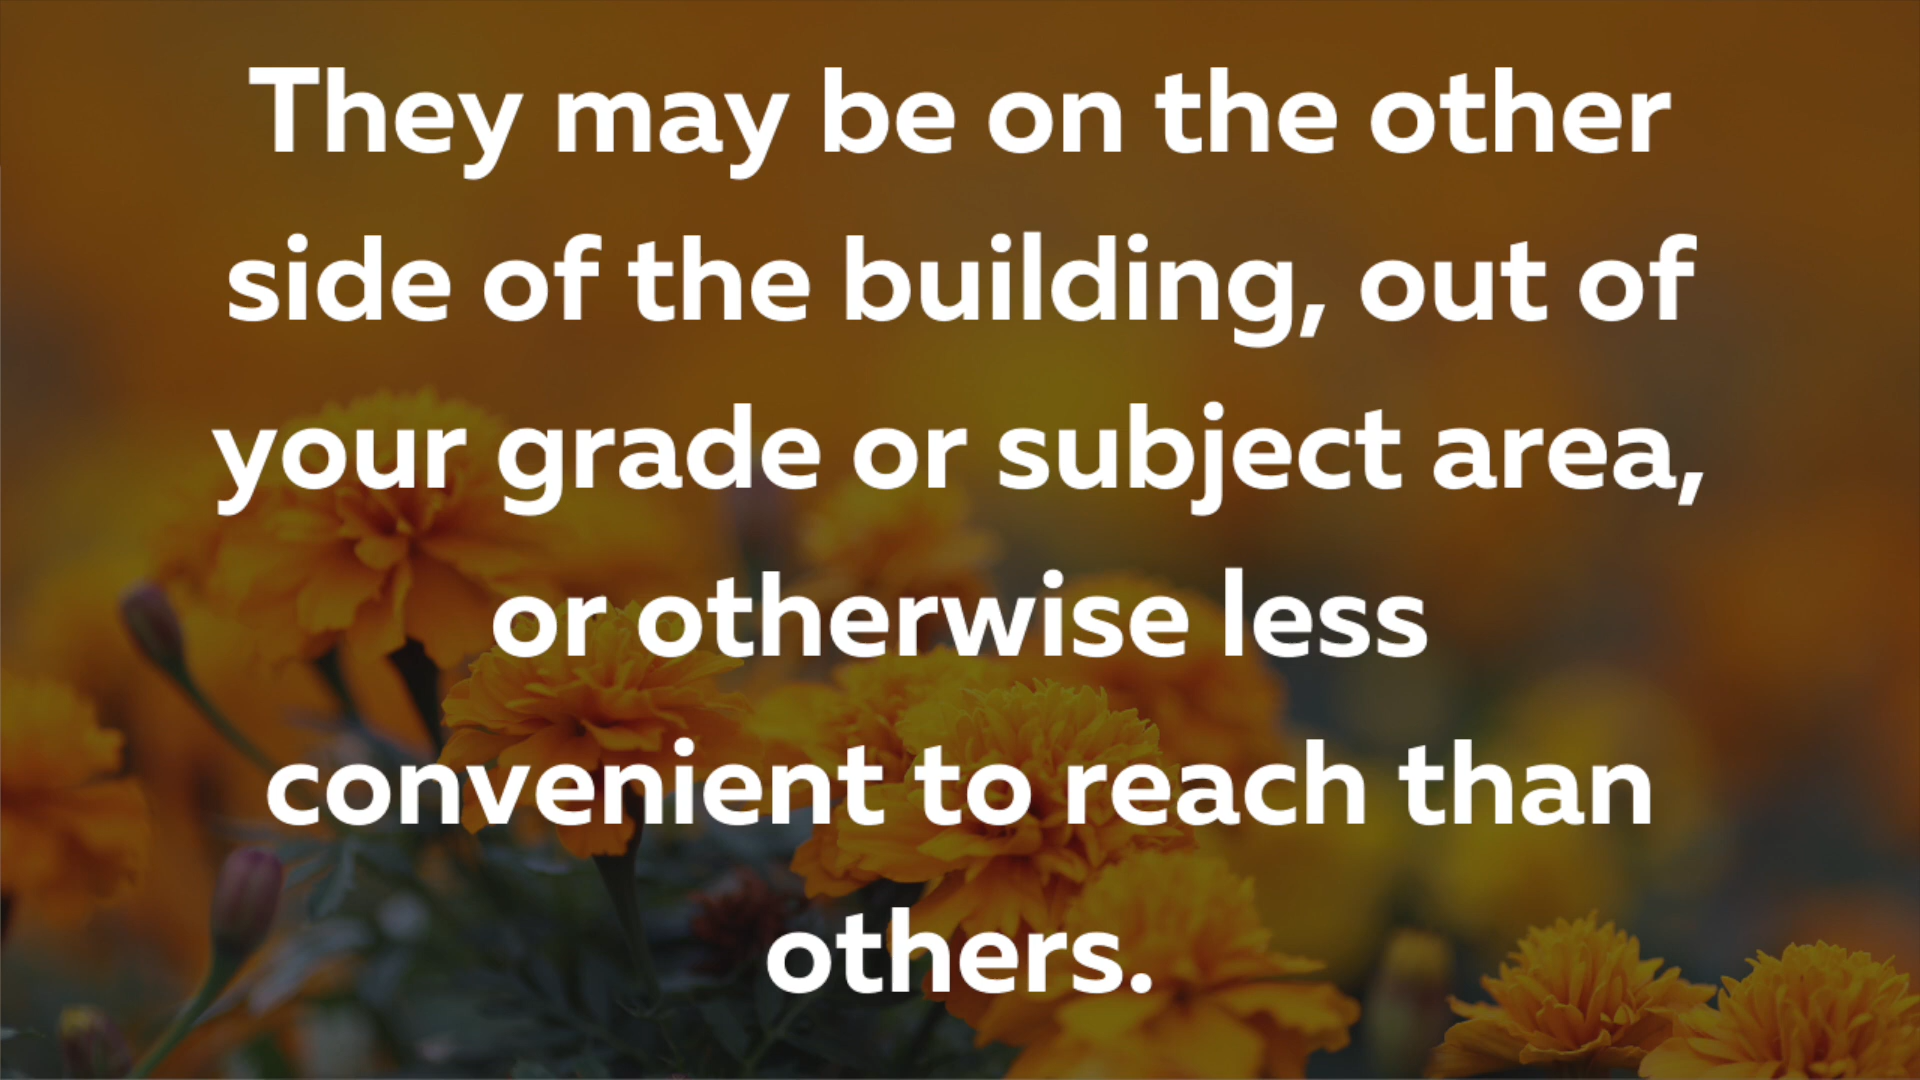 They may be on the other
side of the building, out of
your grade or subject area,
or otherwise less
convenient to reach than
others.